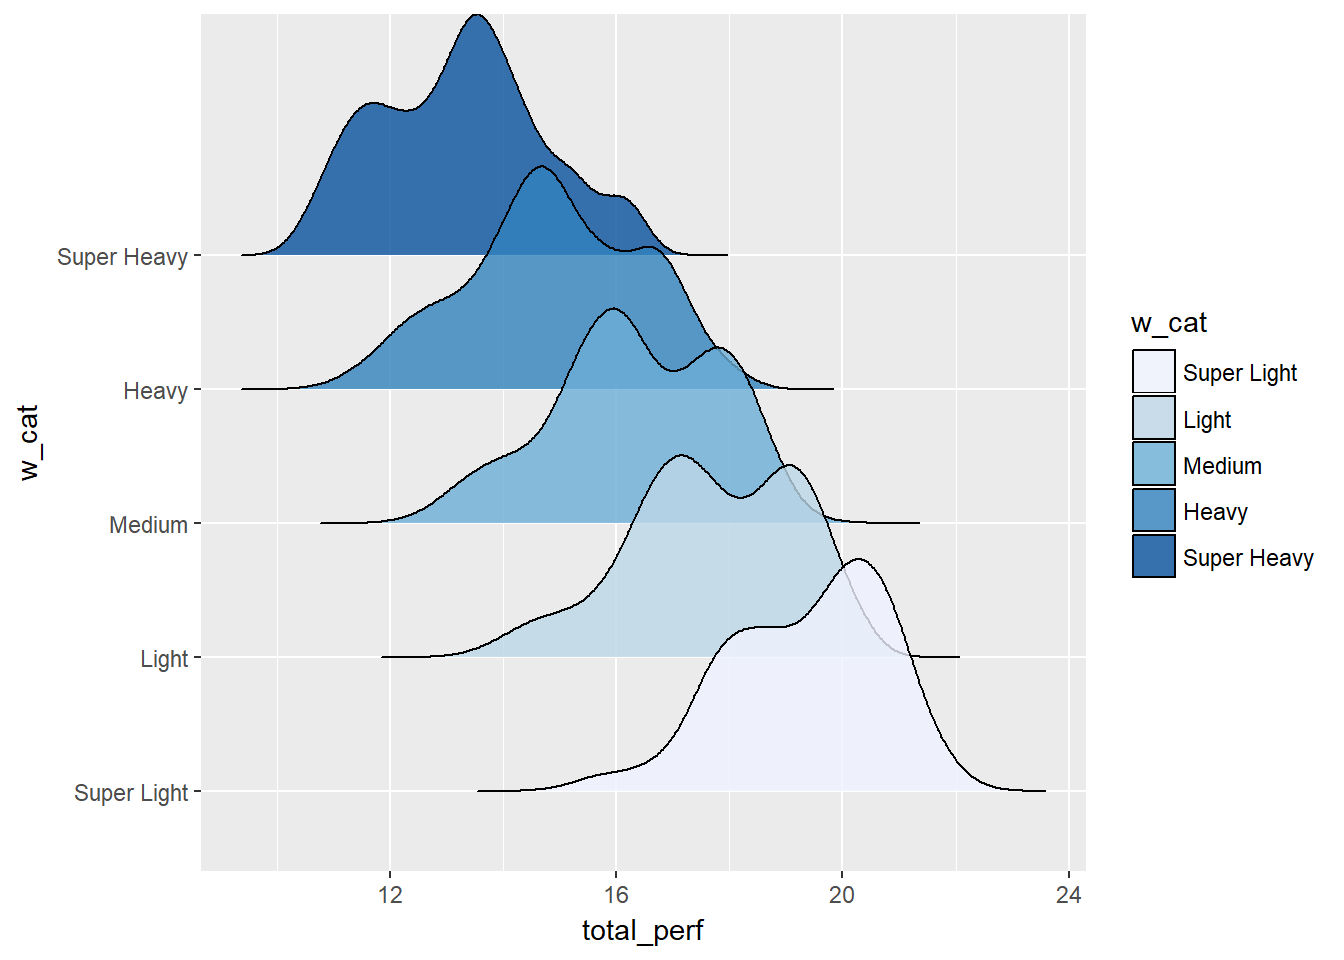 w_cat
Super Heavy
Heavy
Medium
Light
Super Light
12 16 20 24
total_perf
w_cat
Super Light
Light
Medium
Heavy
Super Heavy